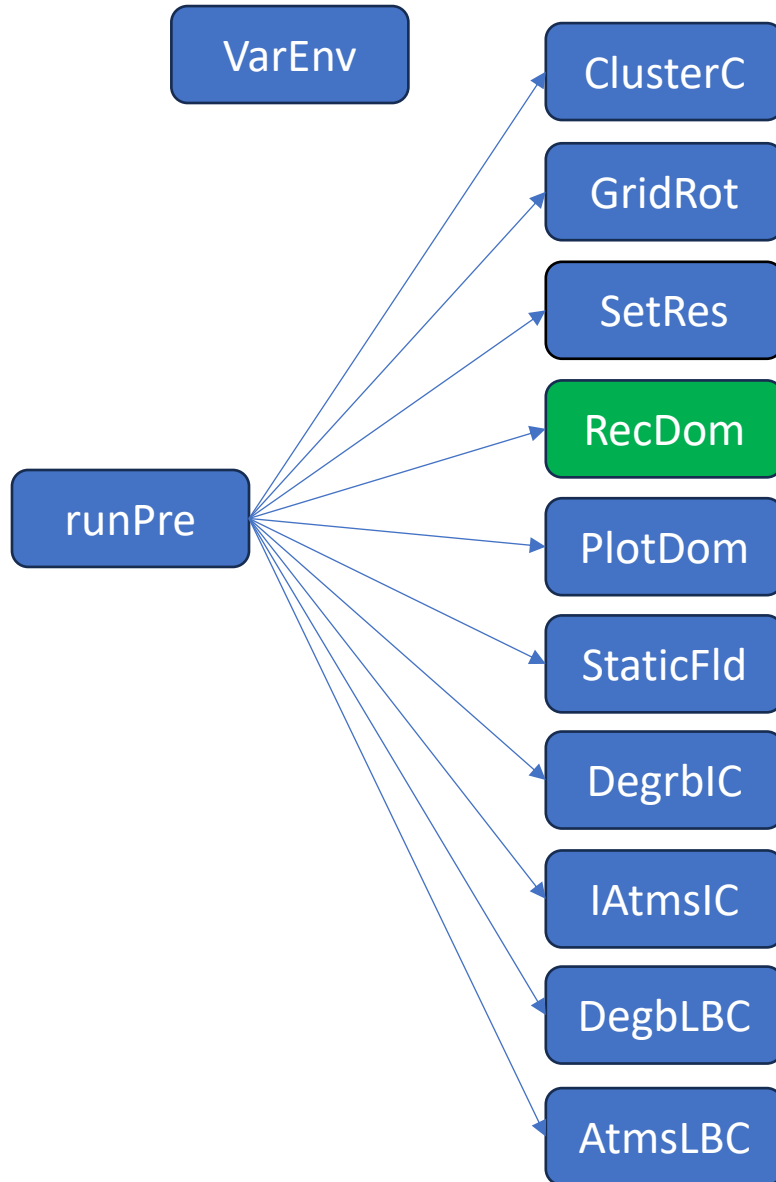 VarEnv
ClusterC
GridRot
SetRes
RecDom
runPre
PlotDom
StaticFld
DegrbIC
IAtmsIC
DegbLBC
AtmsLBC